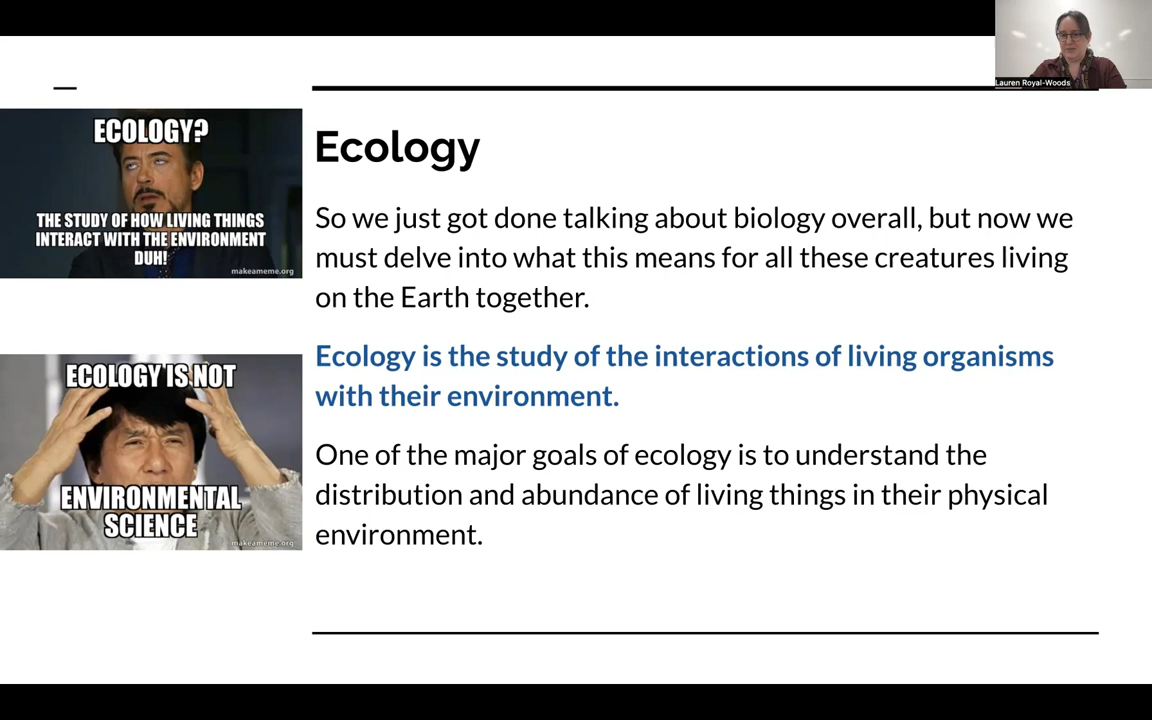 Lauren Royal-Woods
ECOLOGY?
THE STUDY OF HOW LIVING THINGS
INTERACT WITH THE ENVIRONMENT
DUH!
makeameme.org
ECOLOGY IS NOT
ENVIRONMENTAL
SCIENCE
makeameme.org
Ecology
So we just got done talking about biology overall, but now we
must delve into what this means for all these creatures living
on the Earth together.
Ecology is the study of the interactions of living organisms
with their environment.
One of the major goals of ecology is to understand the
distribution and abundance of living things in their physical
environment.